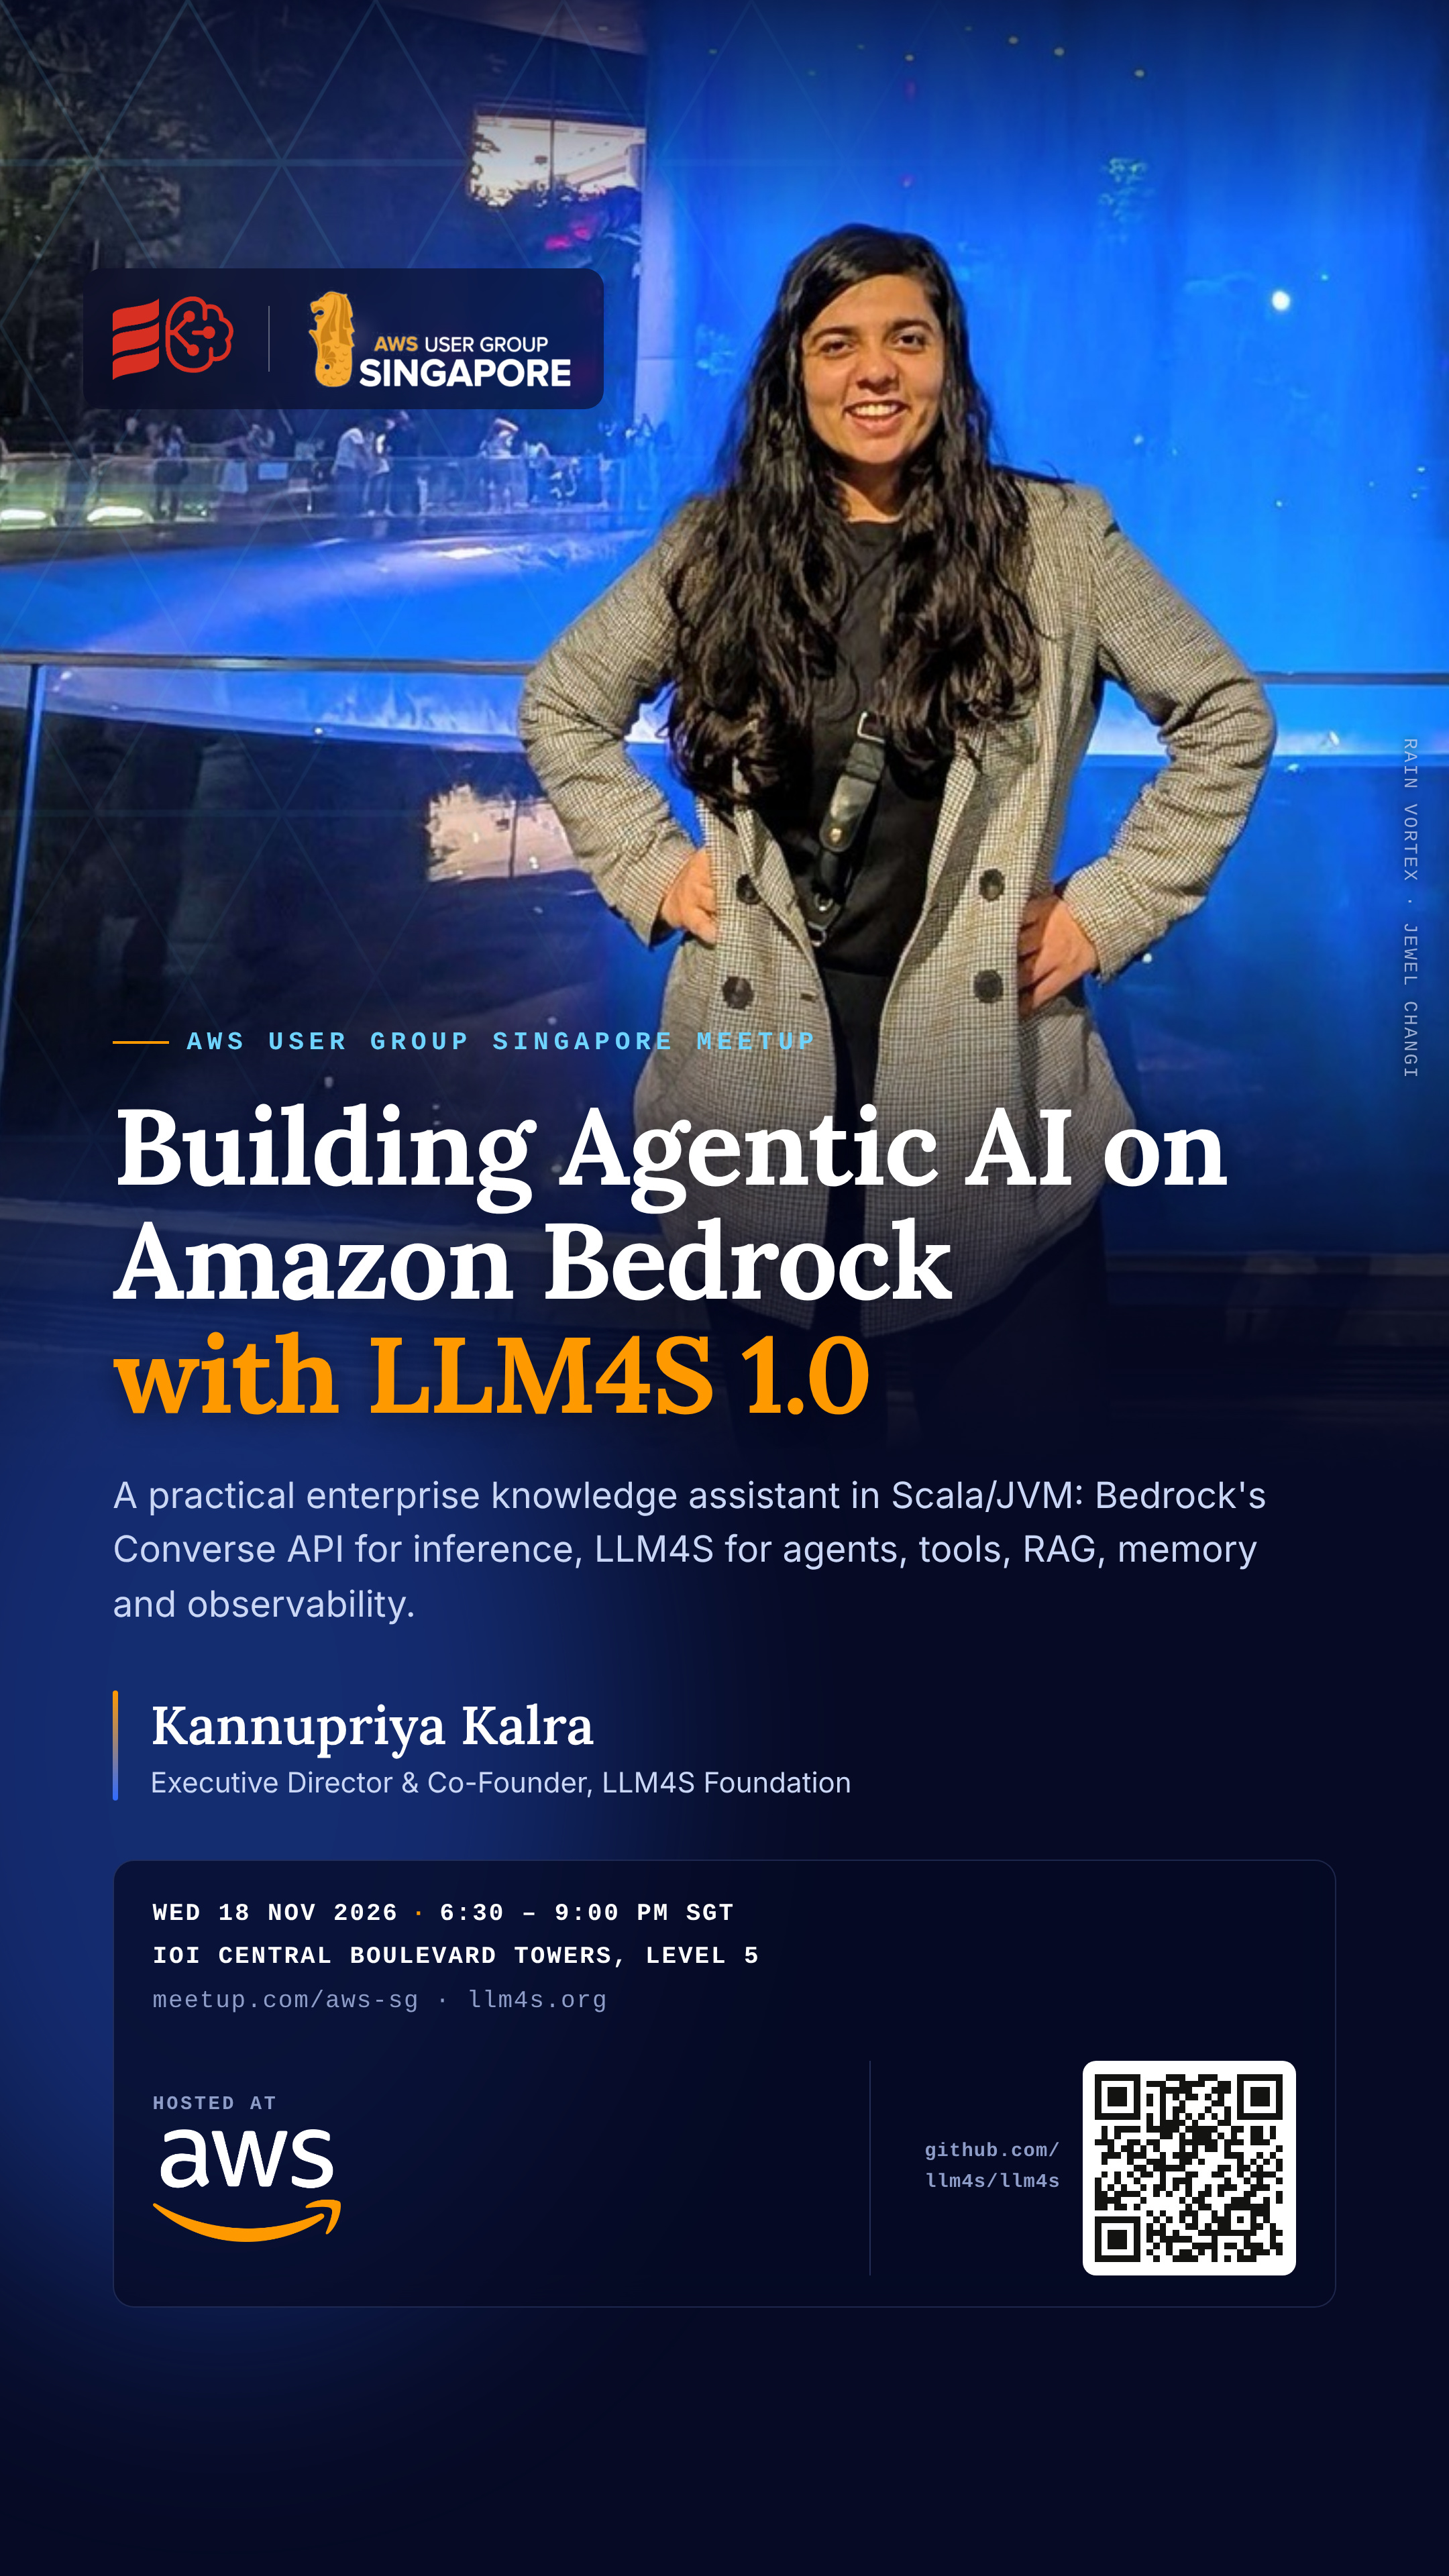 AWS USER GROUP
SINGAPORE
RAIN VORTEX · JEWEL CHANGI
AWS USER GROUP SINGAPORE MEETUP
Building Agentic AI on
Amazon Bedrock
with LLM4S 1.0
A practical enterprise knowledge assistant in Scala/JVM: Bedrock's
Converse API for inference, LLM4S for agents, tools, RAG, memory
and observability.
Kannupriya Kalra
Executive Director & Co-Founder, LLM4S Foundation
WED 18 NOV 2026 · 6:30 – 9:00 PM SGT
IOI CENTRAL BOULEVARD TOWERS, LEVEL 5
meetup.com/aws-sg · llm4s.org
HOSTED AT
aws
github.com/
llm4s/llm4s